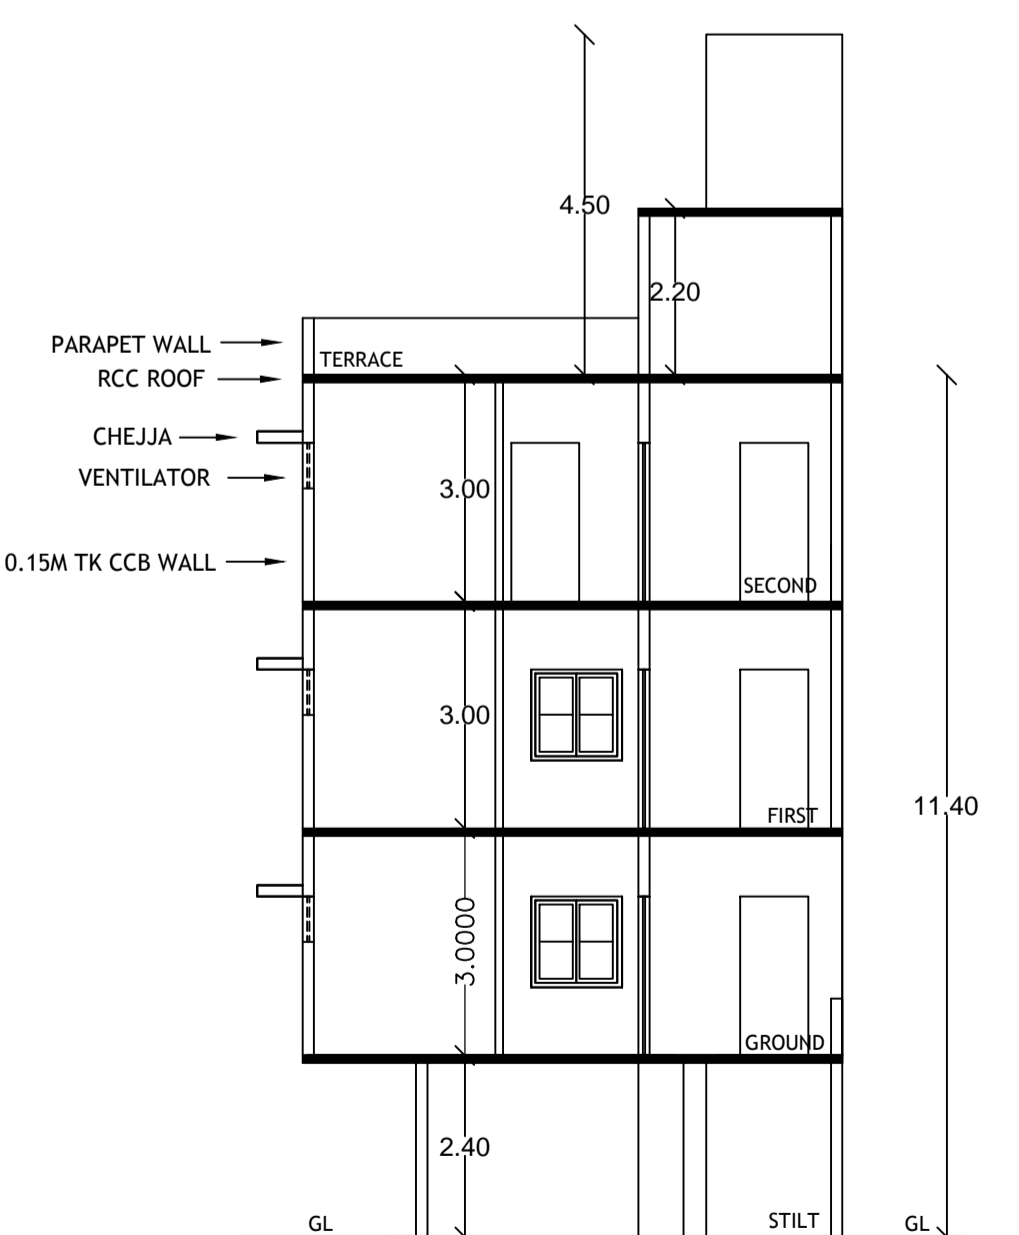 4.50
2.20
PARAPET WALL
TERRACE
RCC ROOF
CHEJJA
VENTILATOR
3.00
0.15M TK CCB WALL
SECOND
3.00
11.40
FIRST
3.0000
GROUND
2.40
GL
STILT
GL